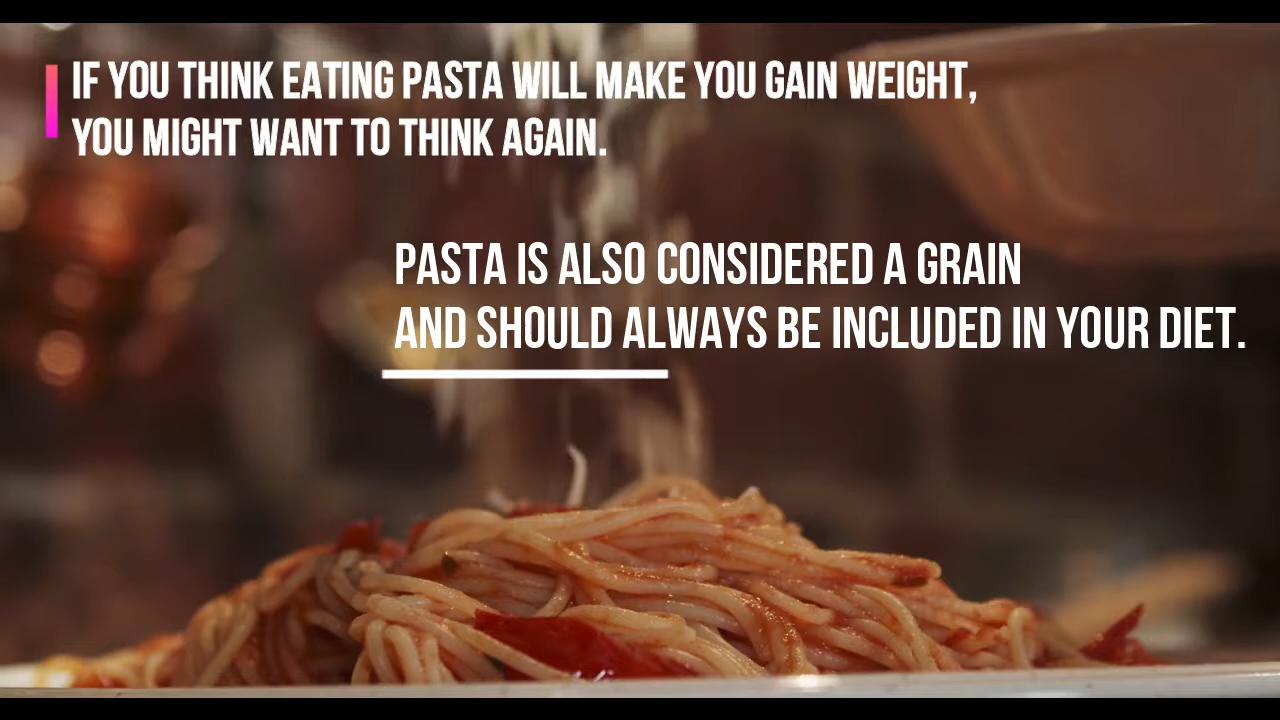 IF YOU THINK EATING PASTA WILL MAKE YOU GAIN WEIGHT,
YOU MIGHT WANT TO THINK AGAIN.
PASTA IS ALSO CONSIDERED A GRAIN
AND SHOULD ALWAYS BE INCLUDED IN YOUR DIET.